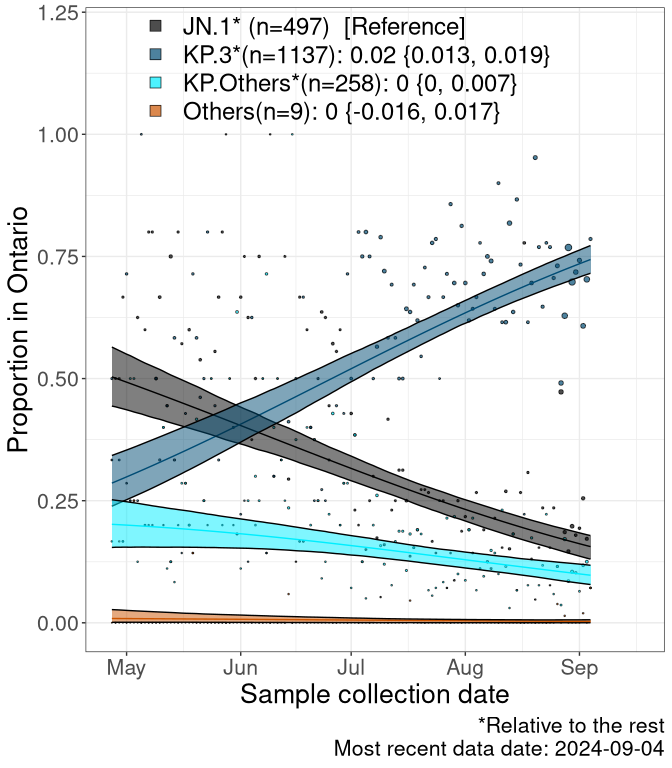 JN.1* (n=497) [Reference]
KP.3*(n=1137): 0.02 {0.013, 0.019}
KP.Others*(n=258): 0 {0, 0.007}
Others(n=9): 0 {-0.016, 0.017}
Proportion in Ontario
1.25
1.00
0.75
0.50
0.25
0.00
May Jun Jul Aug Sep
Sample collection date
*Relative to the rest
Most recent data date: 2024-09-04